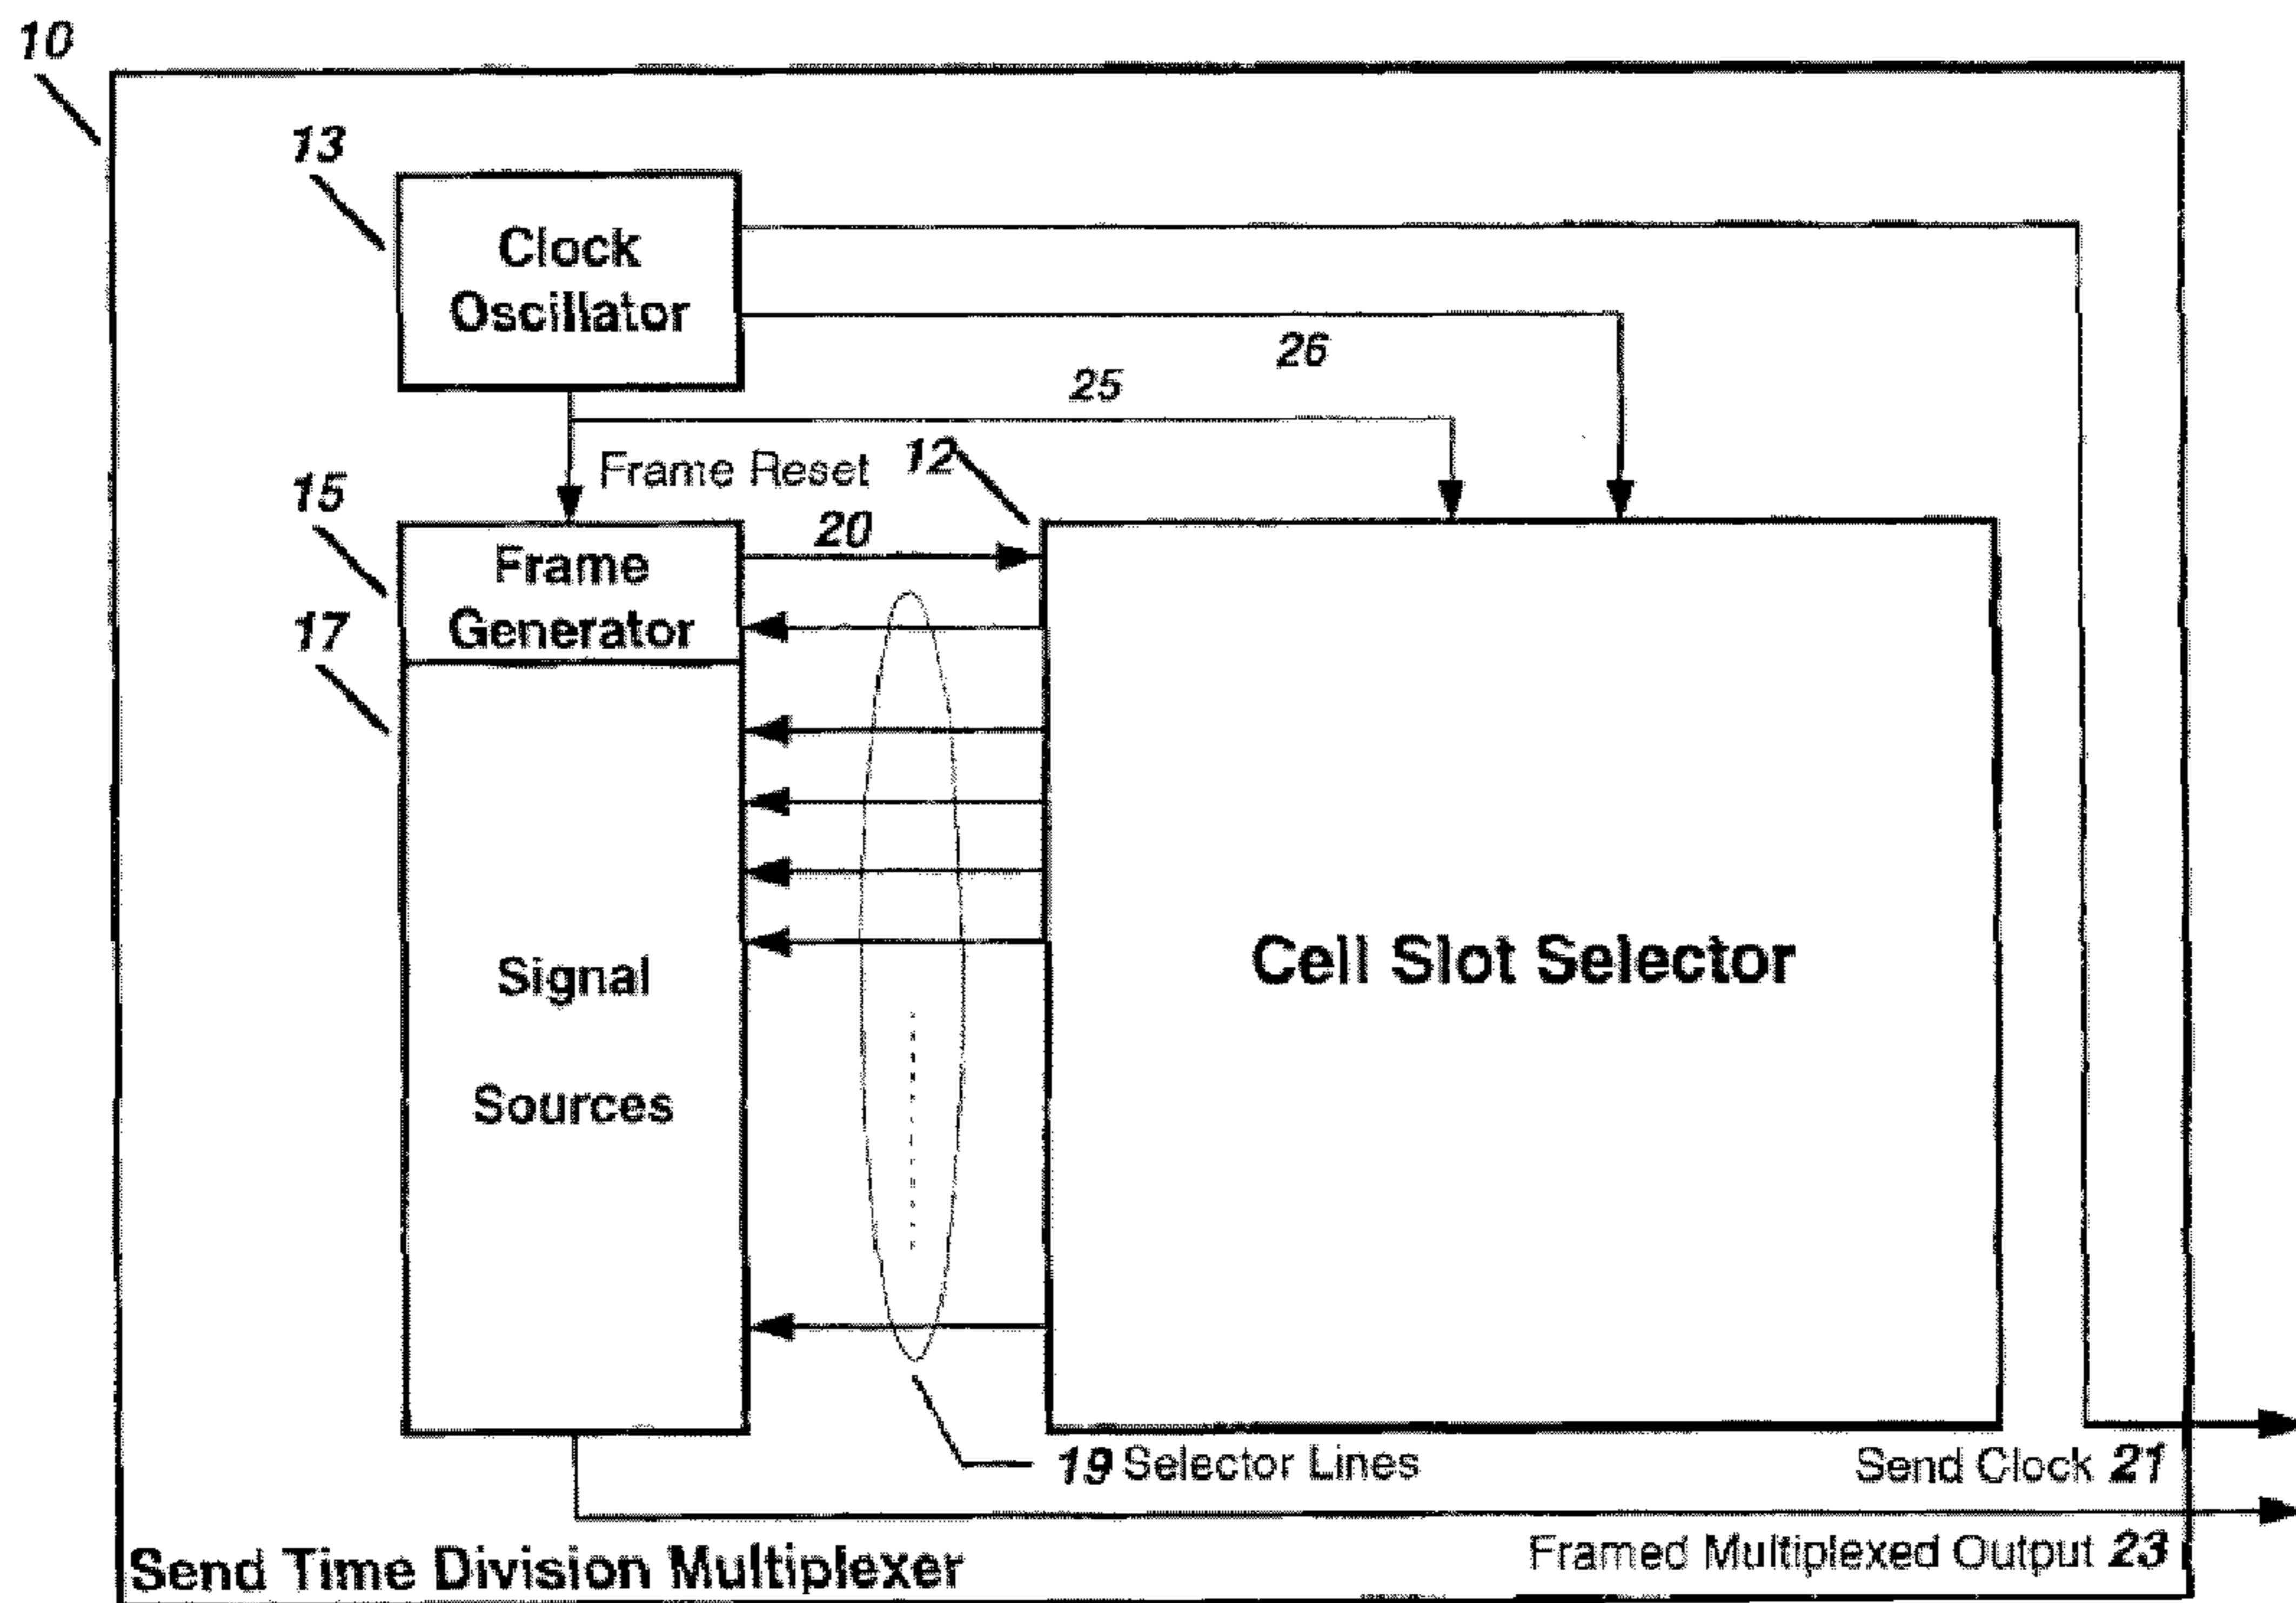 10
13
Clock
Oscillator
26
25
Frame Reset
12
15
20
Frame
Generator
17
Signal
Sources
Cell Slot Selector
19 Selector Lines
Send Clock 21
Framed Multiplexed Output 23
Send Time Division Multiplexer